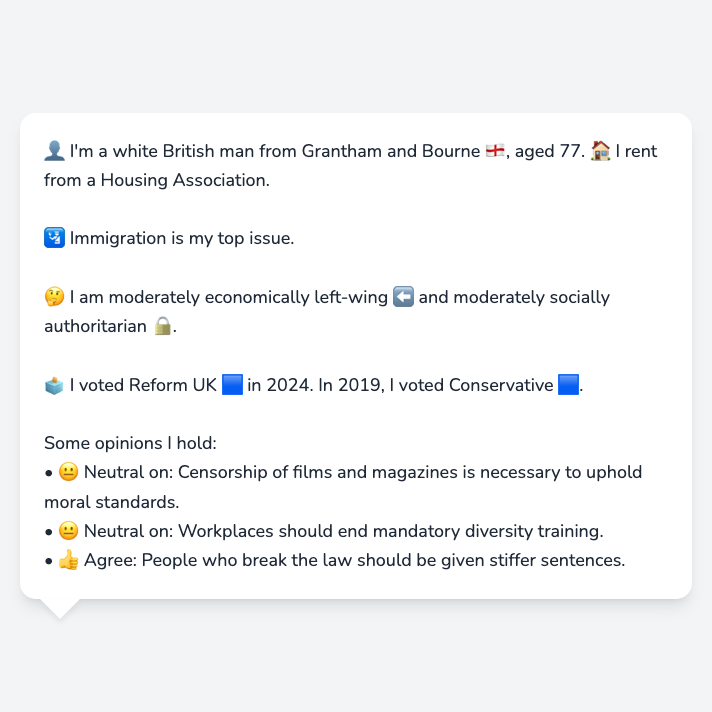 👤 I'm a white British man from Grantham and Bourne 🏴󠁧󠁢󠁥󠁮󠁧󠁿, aged 77. 🏠 I rent
from a Housing Association.
🛂 Immigration is my top issue.
🤔 I am moderately economically left-wing ⬅️ and moderately socially
authoritarian 🔒.
🗳️ I voted Reform UK 🟦 in 2024. In 2019, I voted Conservative 🟦.
Some opinions I hold:
• 😐 Neutral on: Censorship of films and magazines is necessary to uphold
moral standards.
• 😐 Neutral on: Workplaces should end mandatory diversity training.
• 👍 Agree: People who break the law should be given stiffer sentences.